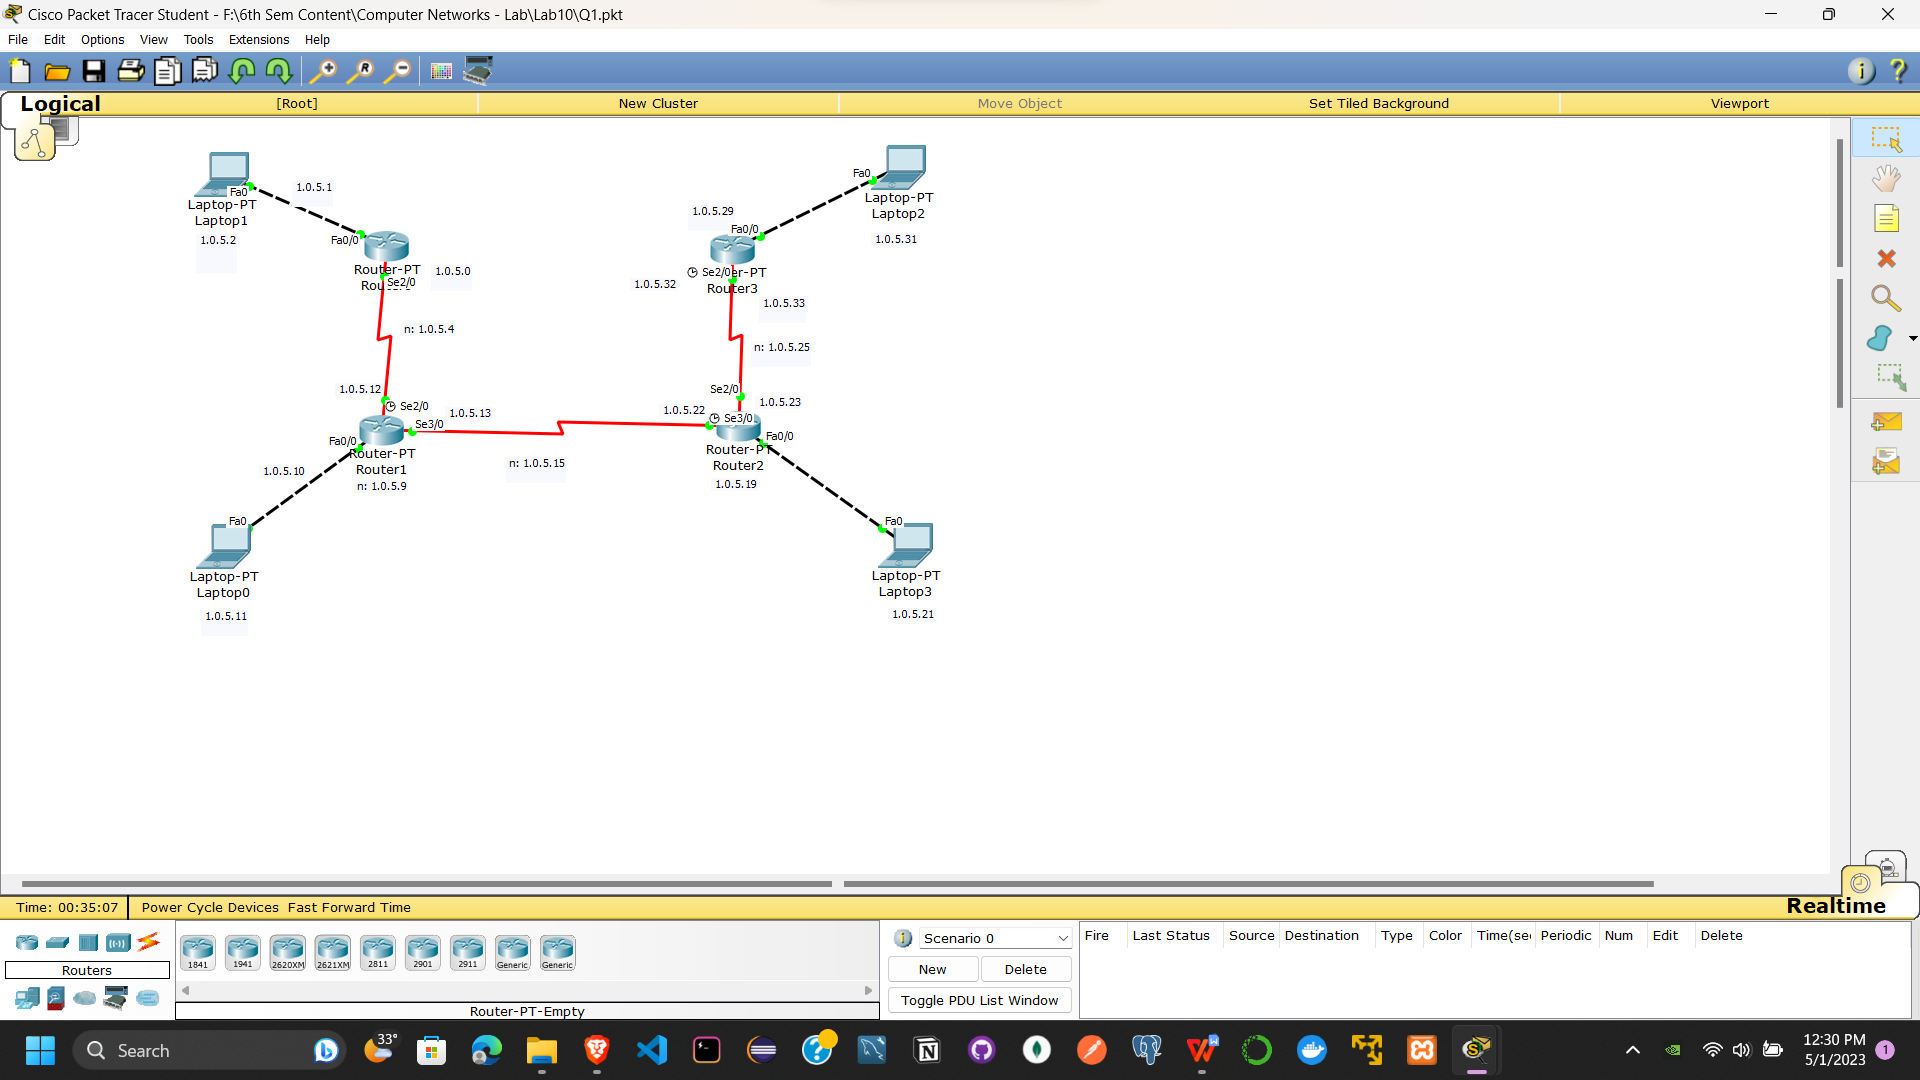 Cisco Packet Tracer Student - F:\6th Sem Content\Computer Networks - Lab\Lab10\Q1.pkt
File Edit Options View Tools Extensions Help
Logical [Root] New Cluster Move Object Set Tiled Background Viewport
Fa0
Laptop-PT
Laptop1
1.0.5.2
1.0.5.1
Fa0/0
Router-PT
Se2/0
1.0.5.0
n: 1.0.5.4
1.0.5.12
Se2/0
1.0.5.13
Se3/0
Fa0/0
Router-PT
Router1
n: 1.0.5.9
1.0.5.10
Fa0
Laptop-PT
Laptop0
1.0.5.11
n: 1.0.5.15
Fa0
Laptop-PT
Laptop2
1.0.5.31
1.0.5.29
Fa0/0
Se2/0
er-PT
Router3
1.0.5.32
1.0.5.33
n: 1.0.5.25
Se2/0
1.0.5.23
1.0.5.22
Se3/0
Fa0/0
Router-PT
Router2
1.0.5.19
Fa0
Laptop-PT
Laptop3
1.0.5.21
Time: 00:35:07 Power Cycle Devices Fast Forward Time
Realtime
Routers
1841 1941 2620XM 2621XM 2811 2901 2911 Generic Generic
Router-PT-Empty
Scenario 0
New Delete
Toggle PDU List Window
Fire Last Status Source Destination Type Color Time(sec Periodic Num Edit Delete
33°
Search
12:30 PM
5/1/2023
1